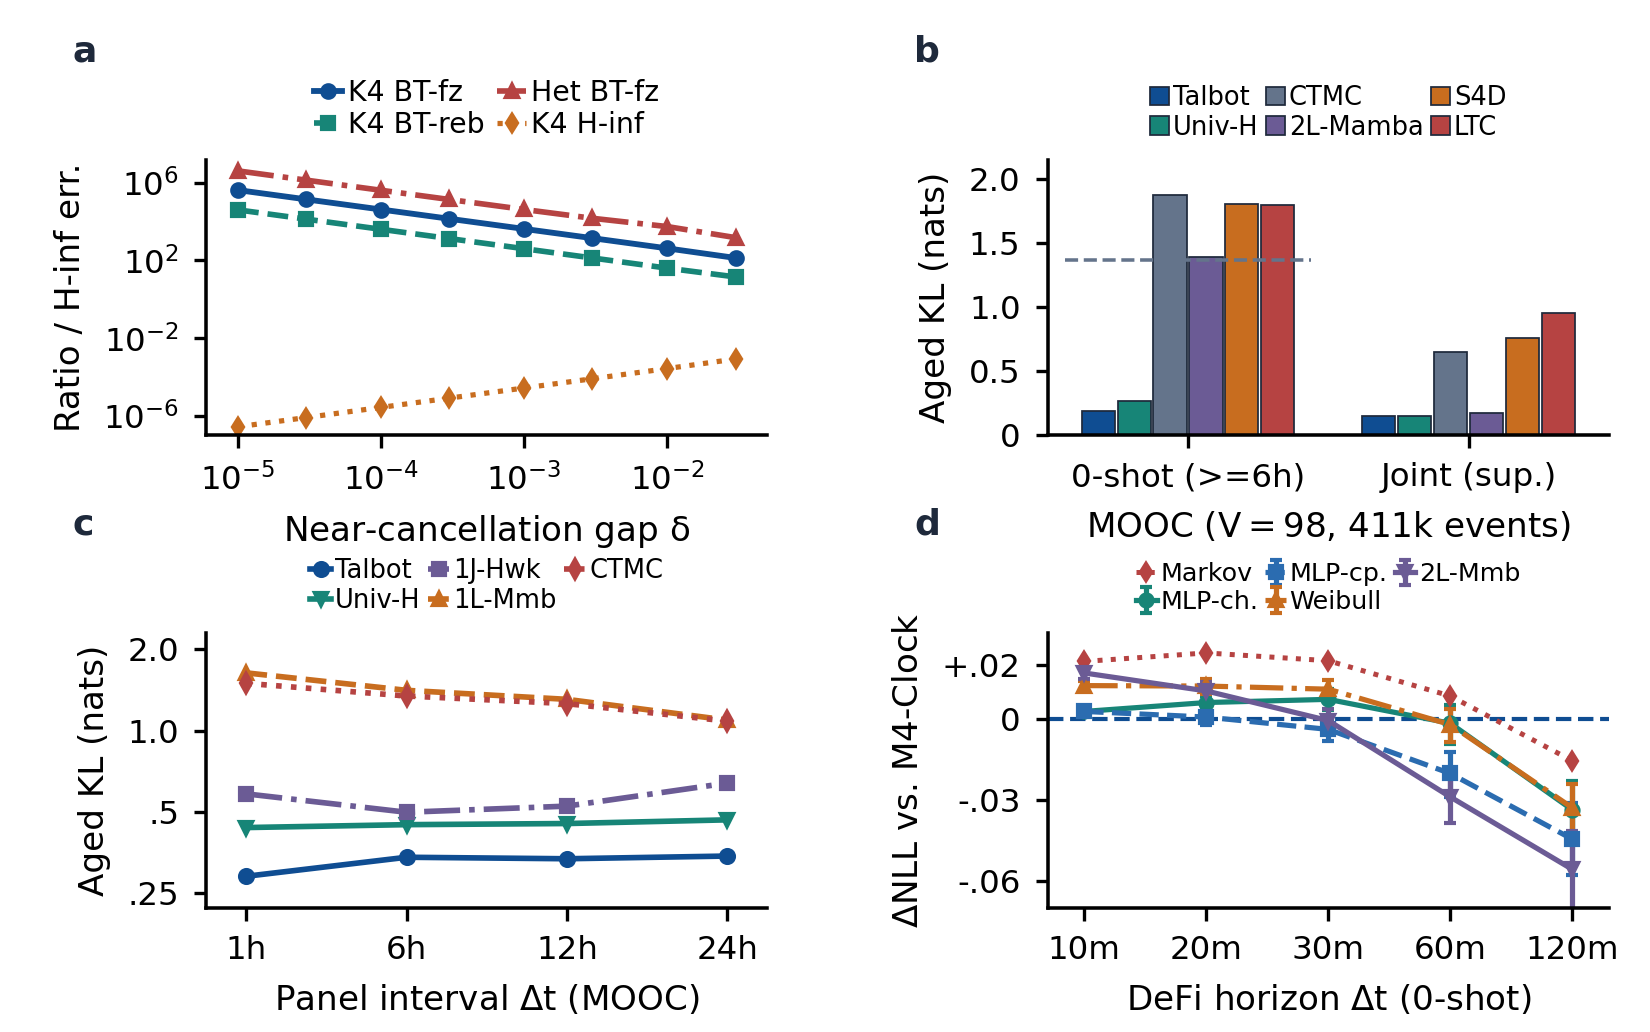 a
K4 BT-fz
Het BT-fz
K4 BT-reb
K4 H-inf
Ratio / H-inf err.
10^6
10^2
10^−2
10^−6
10^−5
10^−4
10^−3
10^−2
Near-cancellation gap δ
b
Talbot
CTMC
S4D
Univ-H
2L-Mamba
LTC
Aged KL (nats)
2.0
1.5
1.0
0.5
0
0-shot (>=6h)
Joint (sup.)
MOOC (V = 98, 411k events)
c
Talbot
1J-Hwk
CTMC
Univ-H
1L-Mmb
Aged KL (nats)
2.0
1.0
.5
.25
1h
6h
12h
24h
Panel interval Δt (MOOC)
d
Markov
MLP-cp.
2L-Mmb
MLP-ch.
Weibull
ΔNLL vs. M4-Clock
+.02
0
-.03
-.06
10m
20m
30m
60m
120m
DeFi horizon Δt (0-shot)